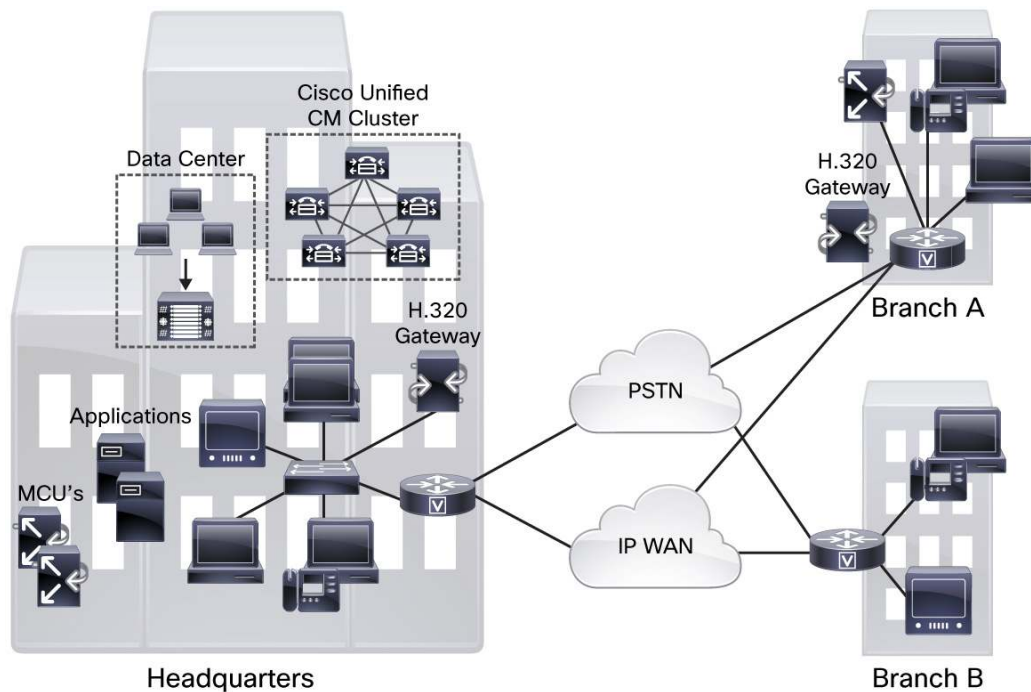 Cisco Unified
CM Cluster
Data Center
H.320
Gateway
Applications
MCU's
Headquarters
PSTN
IP WAN
H.320
Gateway
V
Branch A
V
V
Branch B